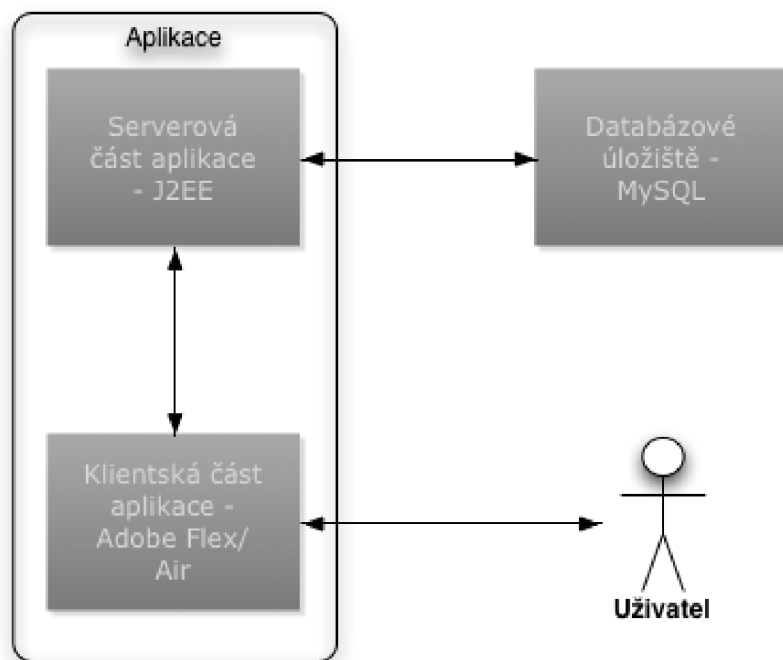 Aplikace
Serverová
část aplikace
- J2EE
Databázové
úložiště -
MySQL
Klientská část
aplikace -
Adobe Flex/
Air
Uživatel